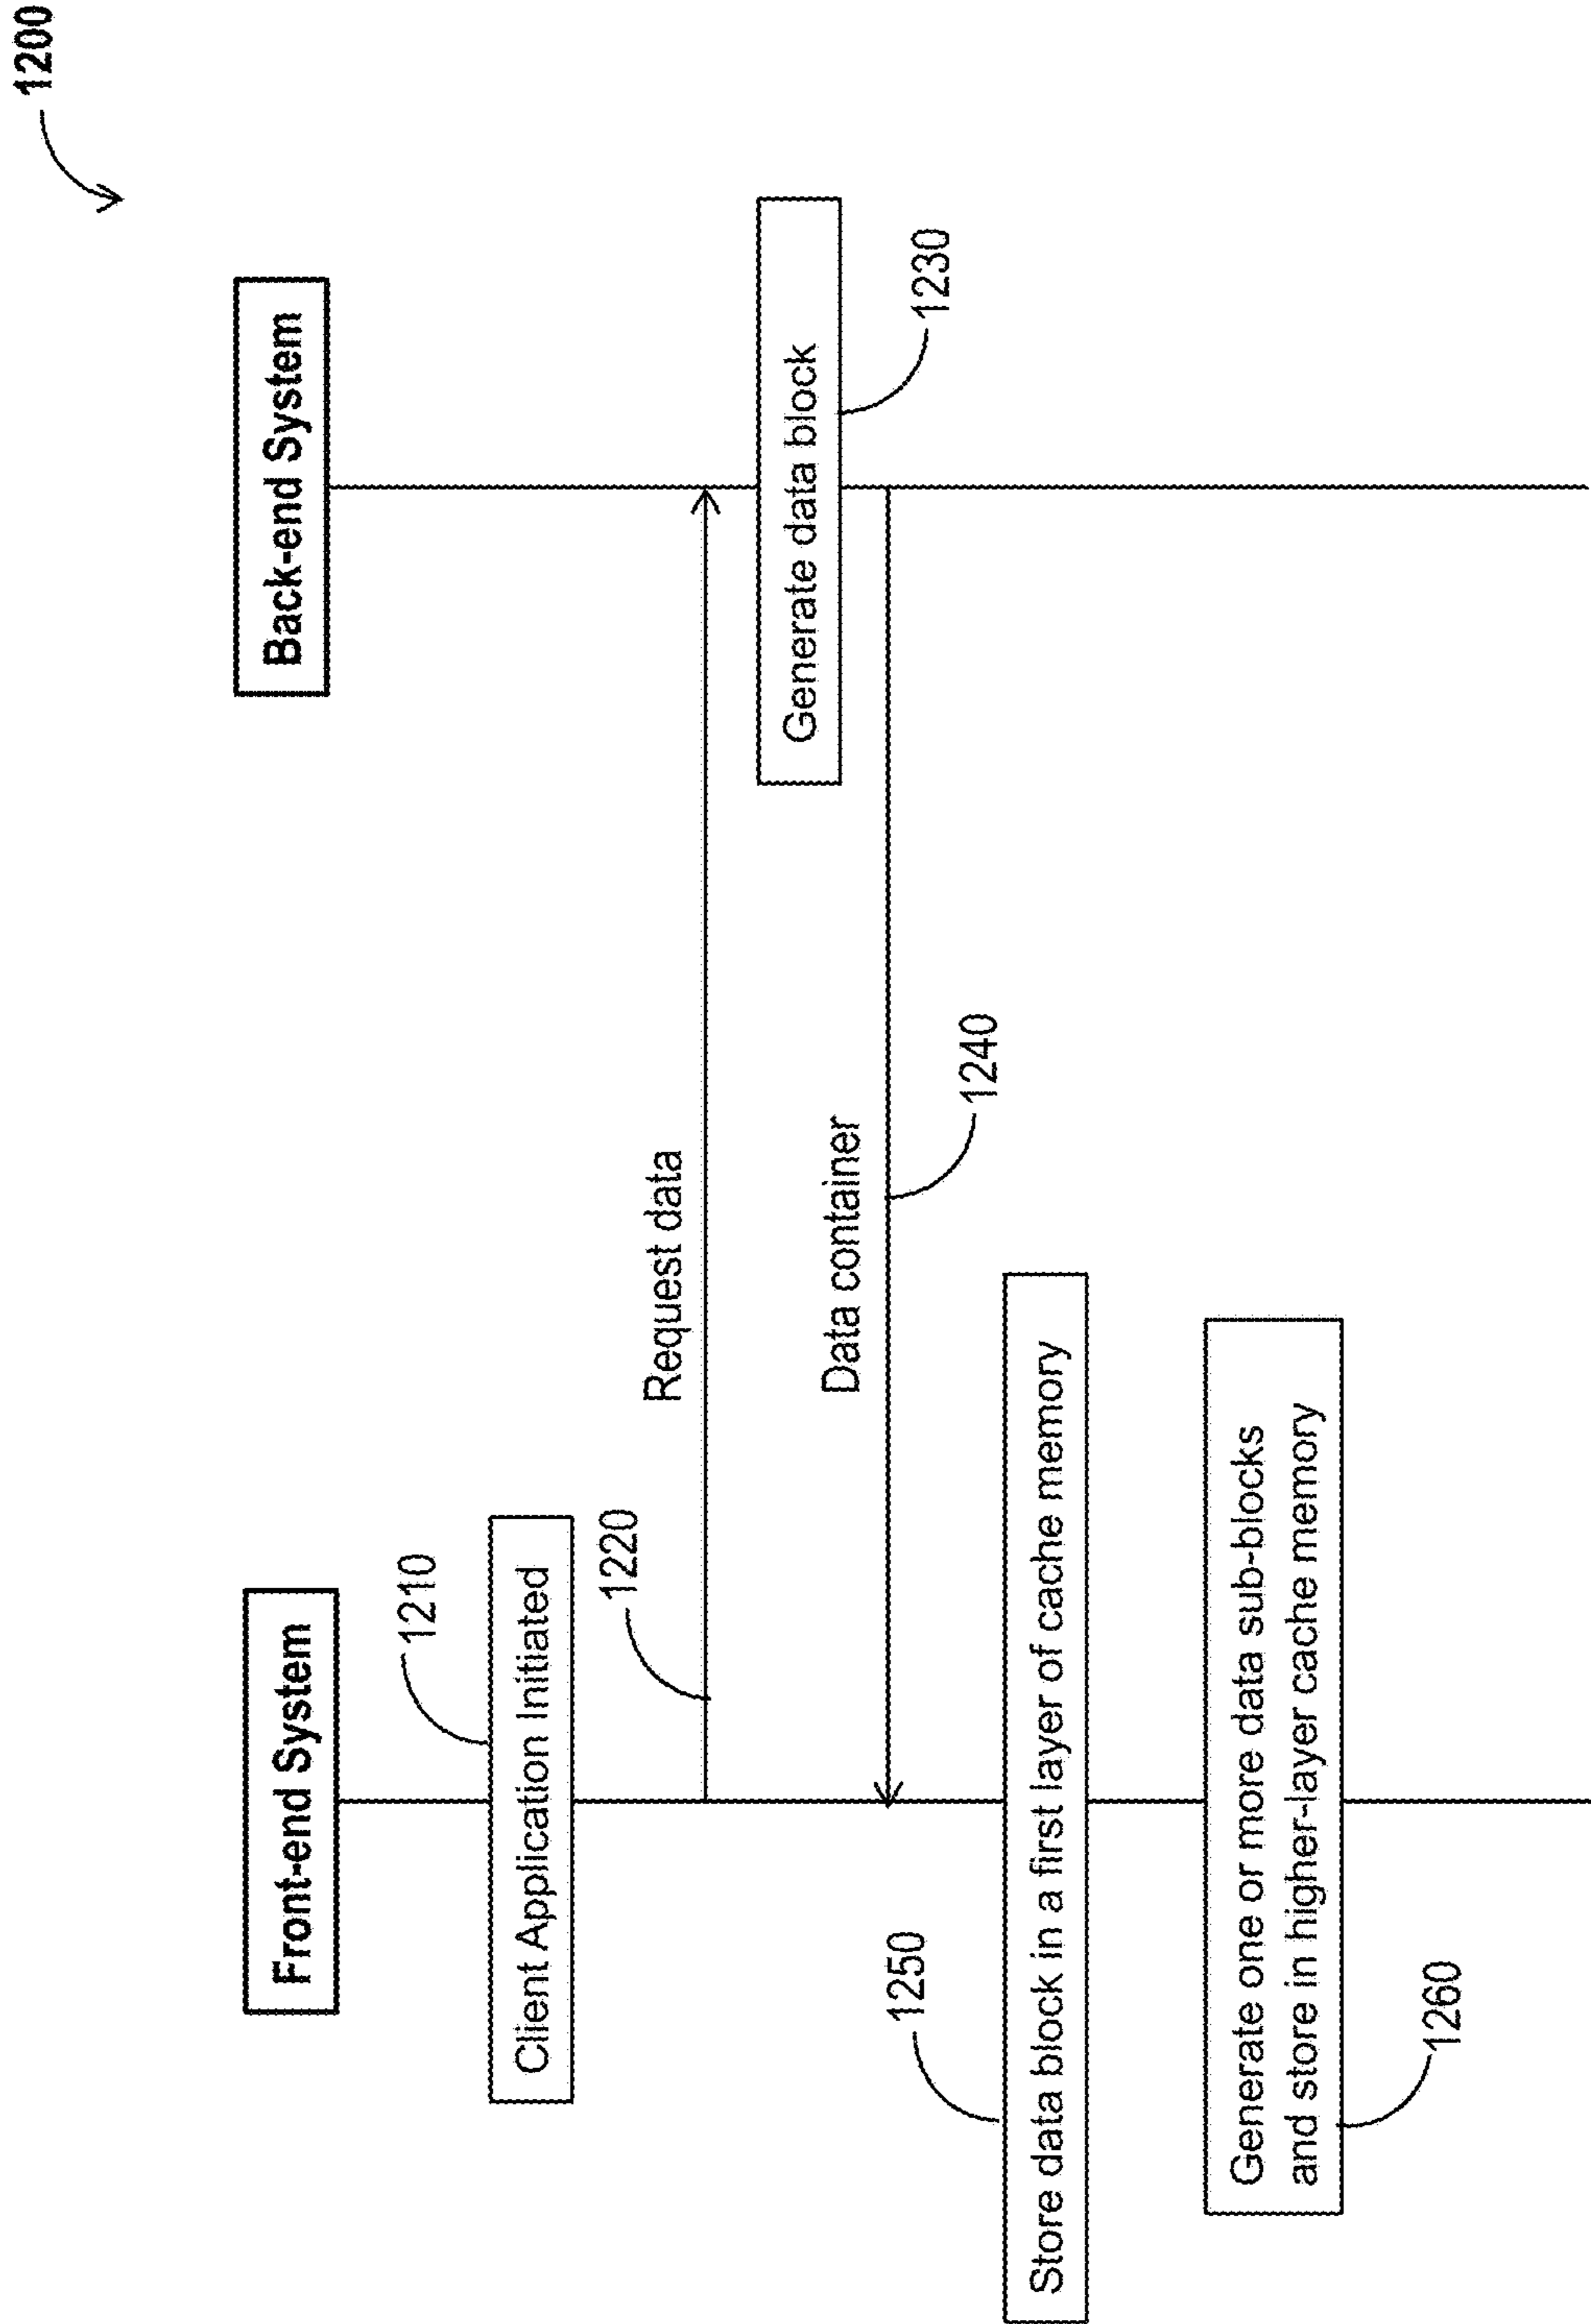 1200
Front-end System
Back-end System
1210
Client Application Initiated
1220
Request data
Generate data block
1230
Data container
1240
1250
Store data block in a first layer of cache memory
Generate one or more data sub-blocks
and store in higher-layer cache memory
1260